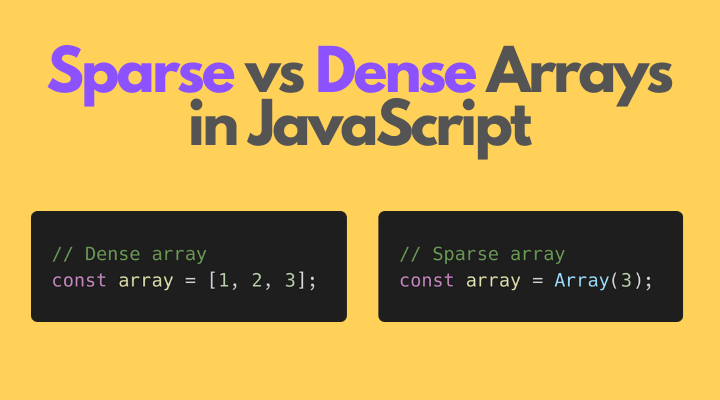 Sparse vs Dense Arrays
in JavaScript
// Dense array
const array = [1, 2, 3];
// Sparse array
const array = Array(3);